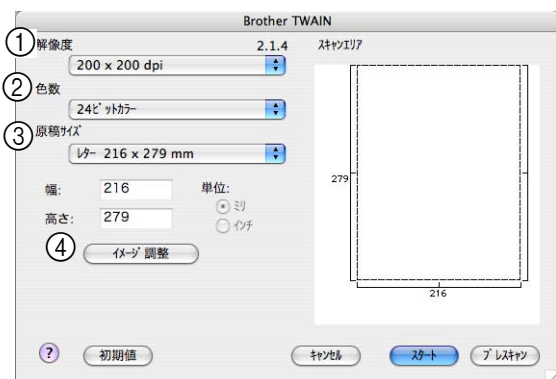 Brother TWAIN
① 解像度 2.1.4
200 x 200 dpi
② 色数
24ビットカラー
③ 原稿サイズ
レター 216 x 279 mm
幅: 216 単位:
ミリ
高さ: 279
インチ
④ イメージ調整
スキャンエリア
279
216
? 初期値 キャンセル スタート プレスキャン